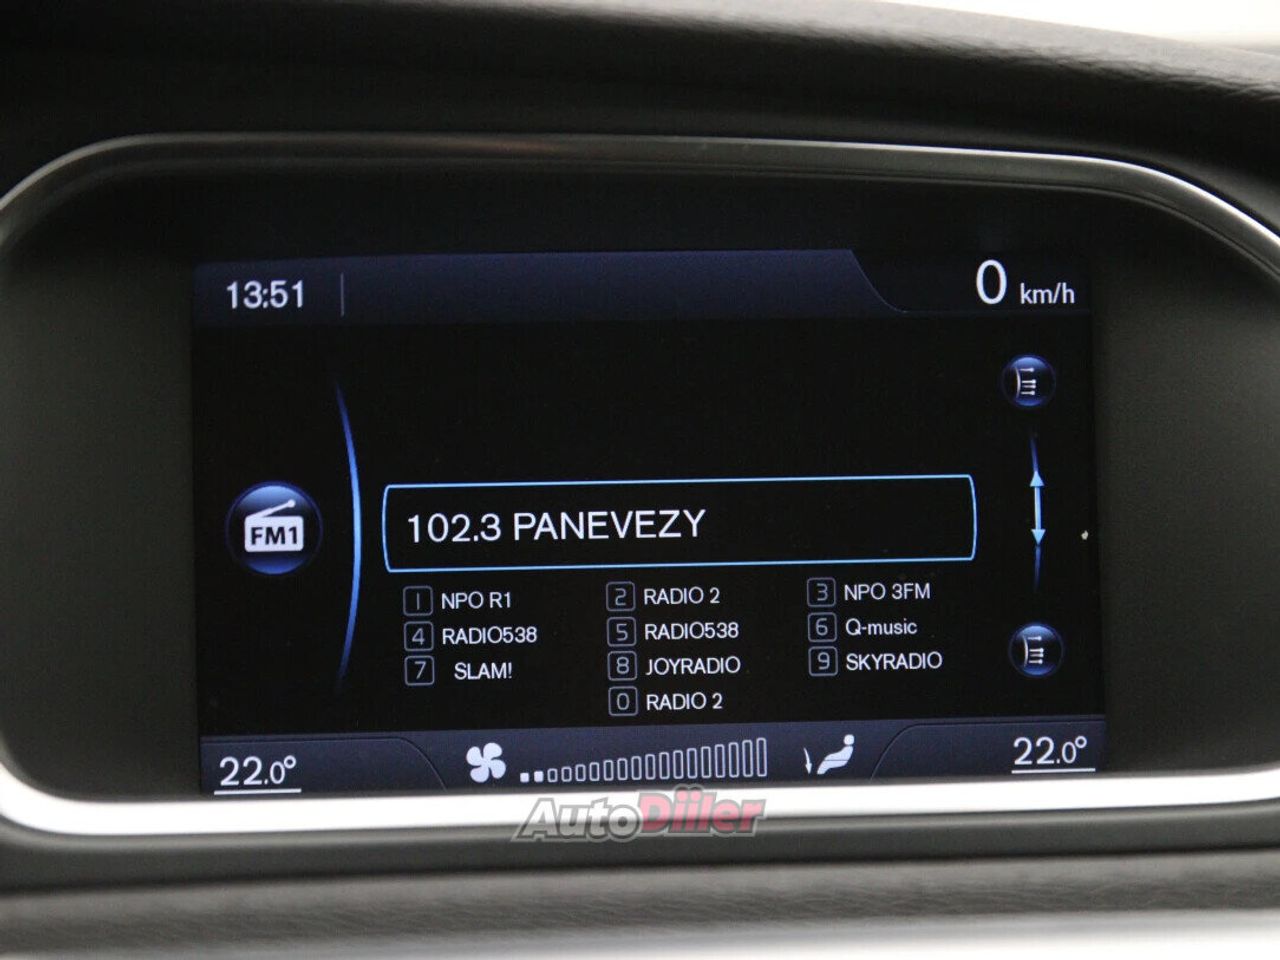 13:51
0 km/h
FM1
102.3 PANEVEZY
1 NPO R1
2 RADIO 2
3 NPO 3FM
4 RADIO538
5 RADIO538
6 Q-music
7 SLAM!
8 JOYRADIO
9 SKYRADIO
0 RADIO 2
22.0°
22.0°
AutoDiiler